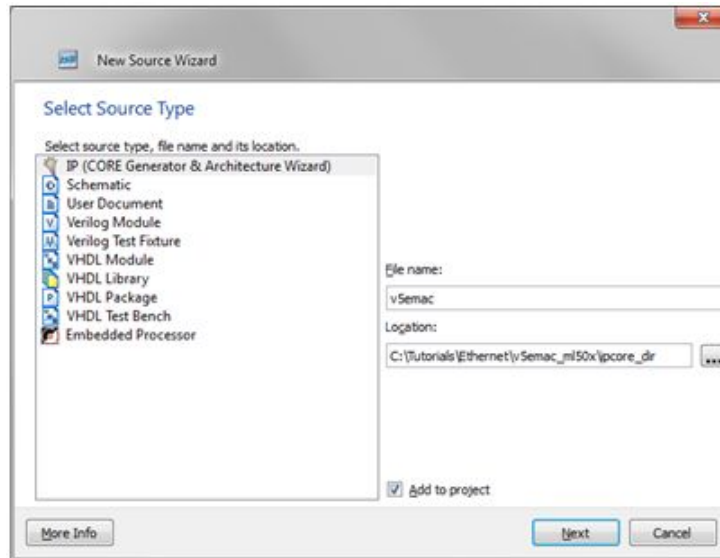 New Source Wizard
Select Source Type
Select source type, file name and its location.
IP (CORE Generator & Architecture Wizard)
Schematic
User Document
Verilog Module
Verilog Test Fixture
VHDL Module
VHDL Library
VHDL Package
VHDL Test Bench
Embedded Processor
File name:
v5emac
Location:
C:\Tutorials\Ethernet\v5emac_ml50x\ipcore_dir
...
Add to project
More Info
Next
Cancel